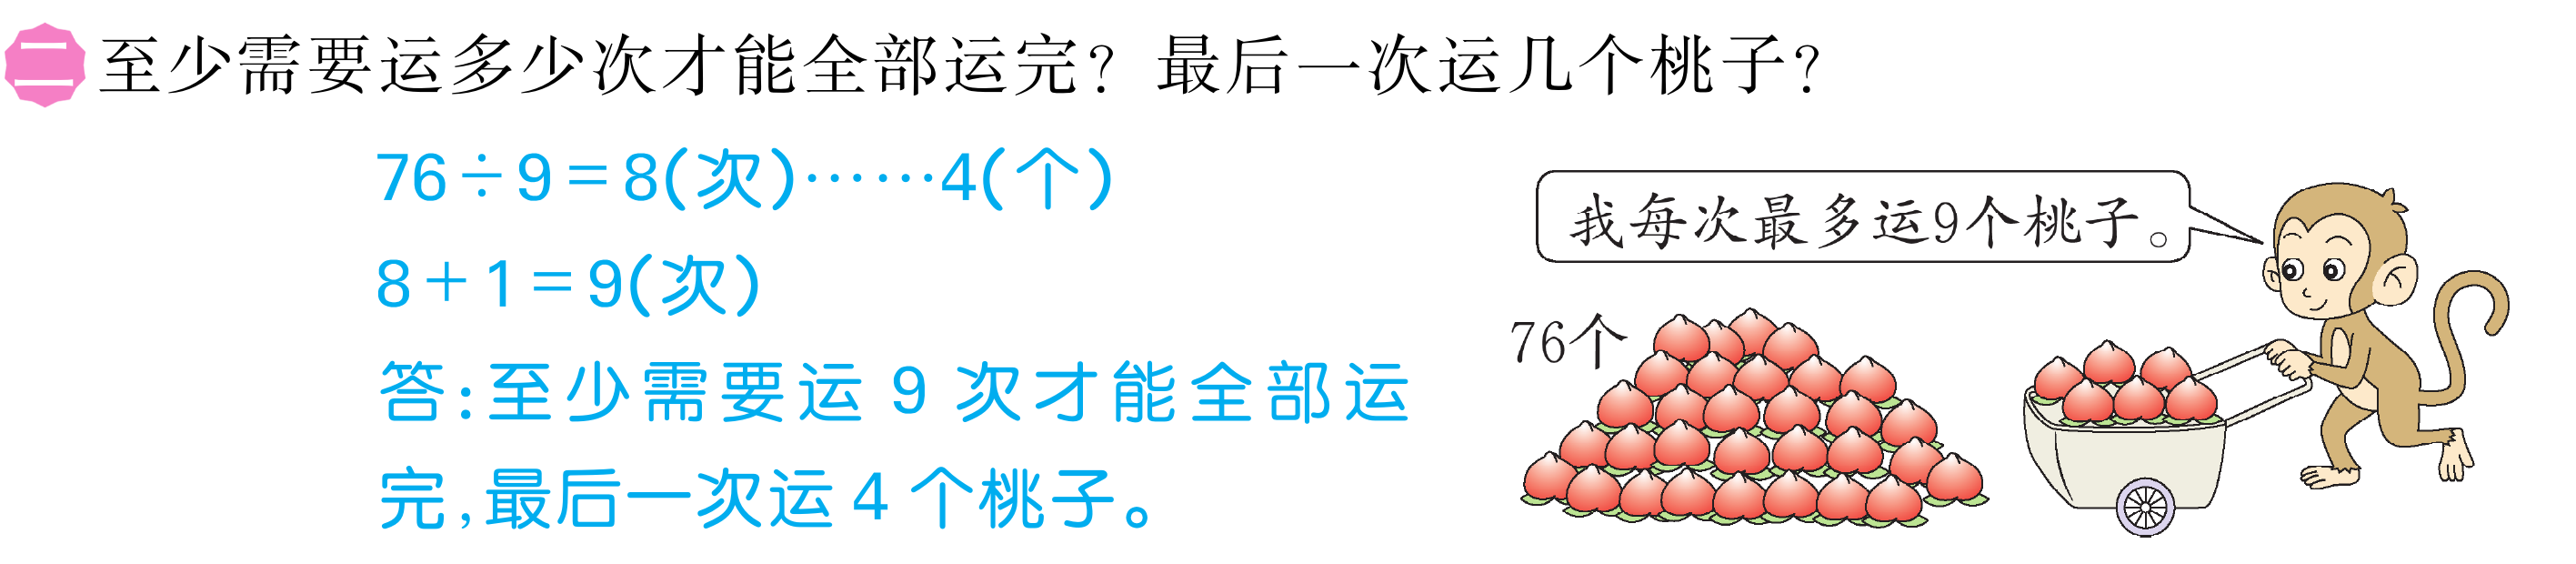 二 至少需要运多少次才能全部运完？最后一次运几个桃子？
76÷9=8(次)……4(个)
我每次最多运9个桃子。
8+1=9(次)
76个
答:至少需要运 9 次才能全部运
完,最后一次运 4 个桃子。